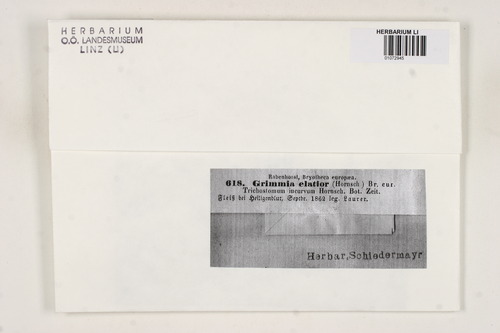 HERBARIUM
O.Ö. LANDESMUSEUM
LINZ (LI)
HERBARIUM LI
01072945
Rabenhorst, Bryotheca europaea.
618. Grimmia elatior (Hornsch.) Br. eur.
Trichostomum incurvum Hornsch. Bot. Zeit.
Fleiß bei Heiligenblut, Septbr. 1862 leg. Laurer.
Herbar, Schiedermayr